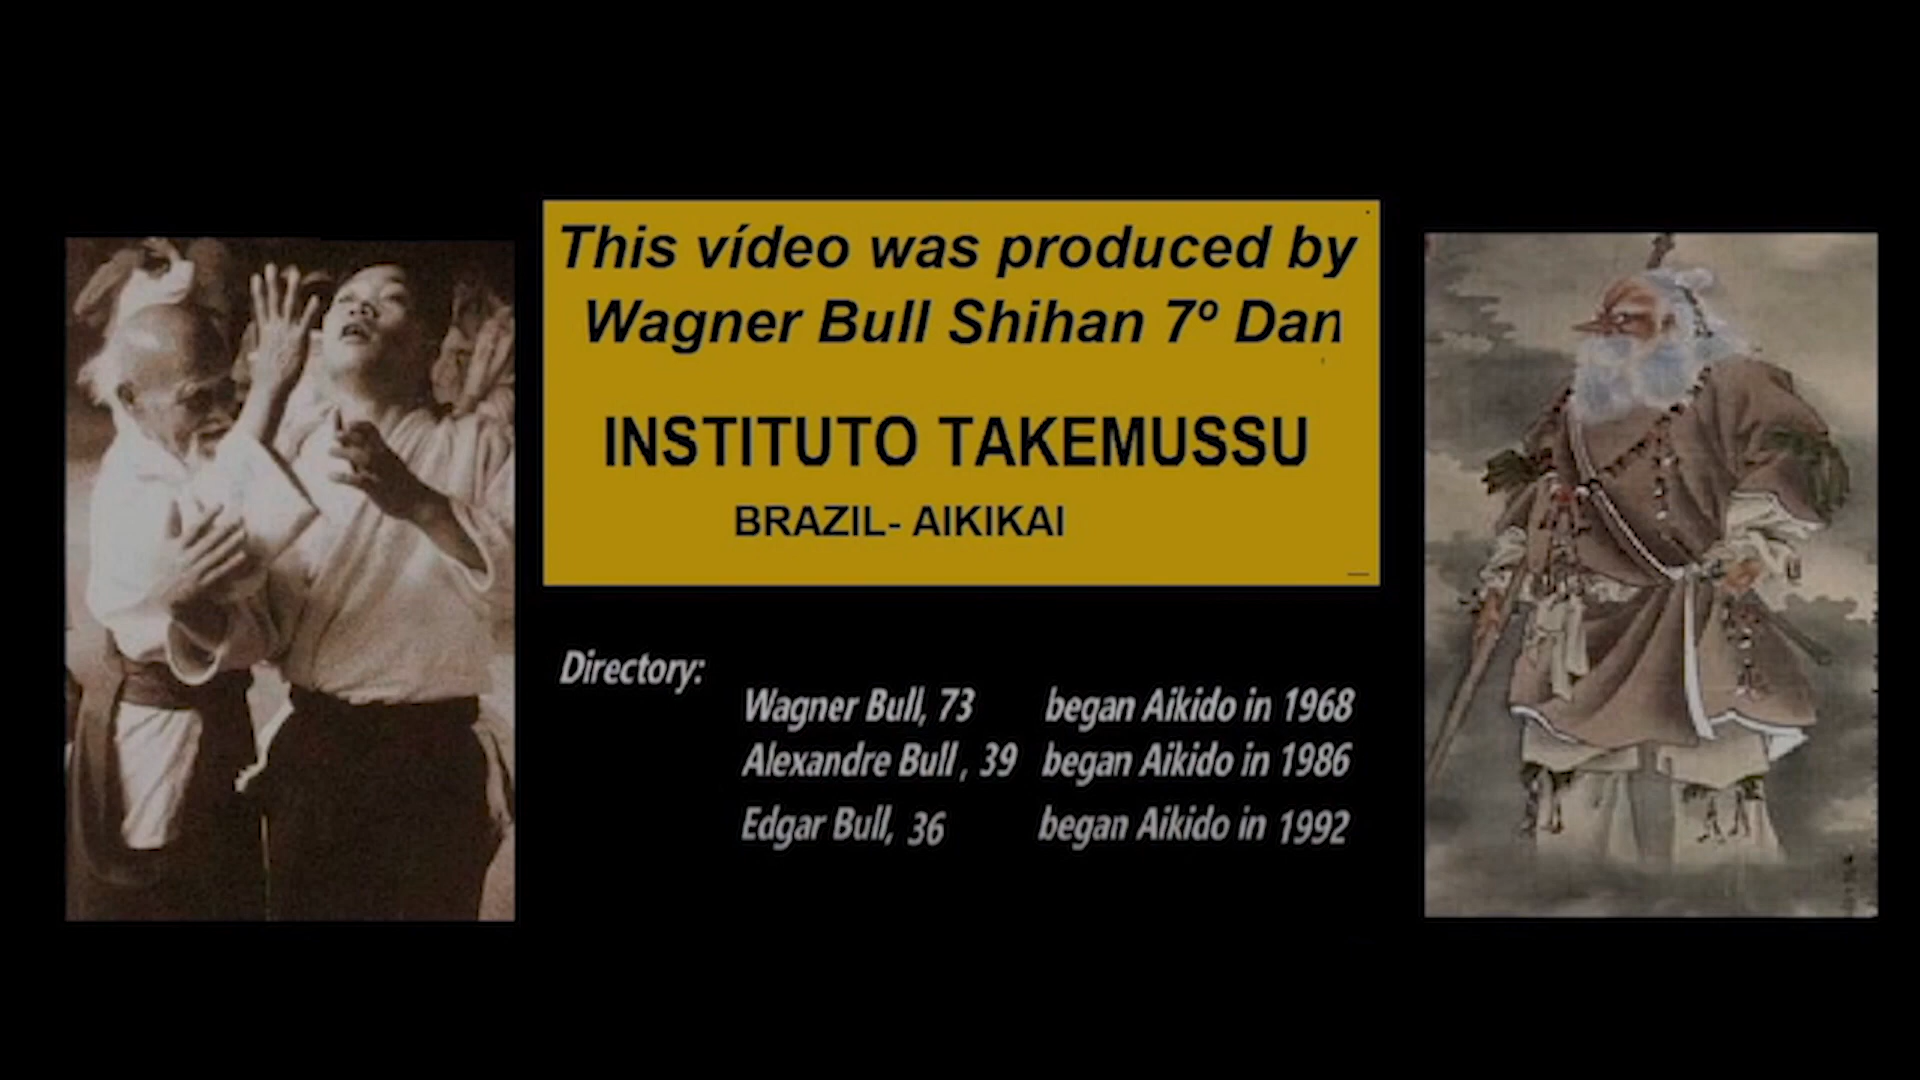 This vídeo was produced by
Wagner Bull Shihan 7º Dan
INSTITUTO TAKEMUSSU
BRAZIL- AIKIKAI
Directory:
Wagner Bull, 73 began Aikido in 1968
Alexandre Bull , 39 began Aikido in 1986
Edgar Bull, 36 began Aikido in 1992